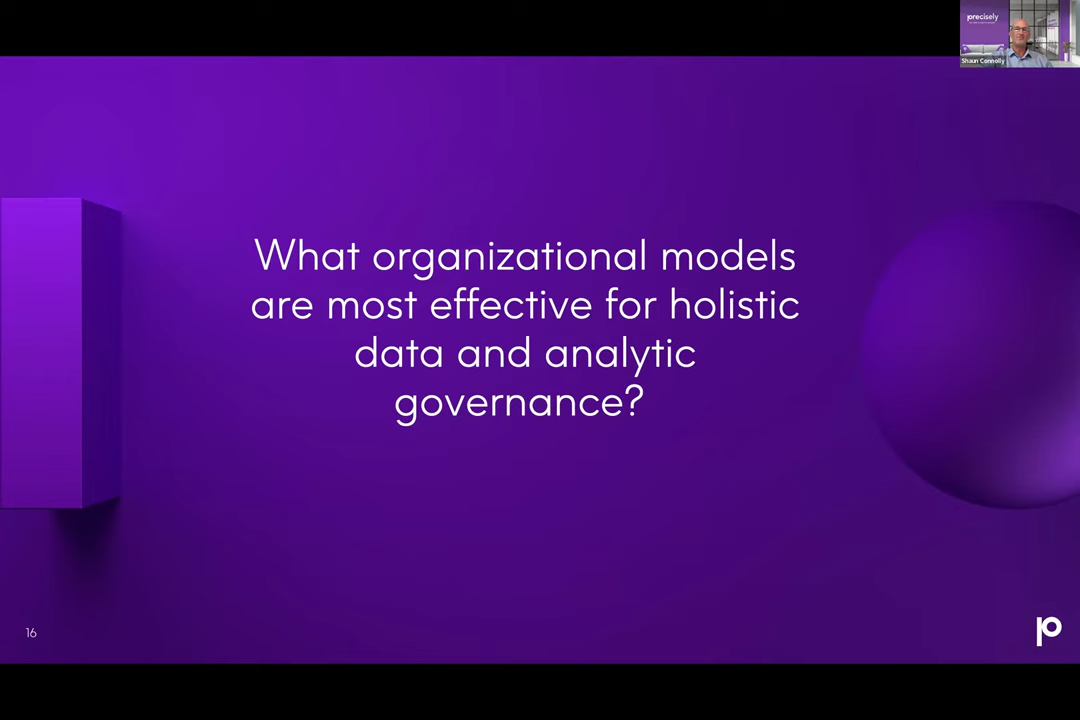 precisely
Shaun Connolly
What organizational models
are most effective for holistic
data and analytic
governance?
16